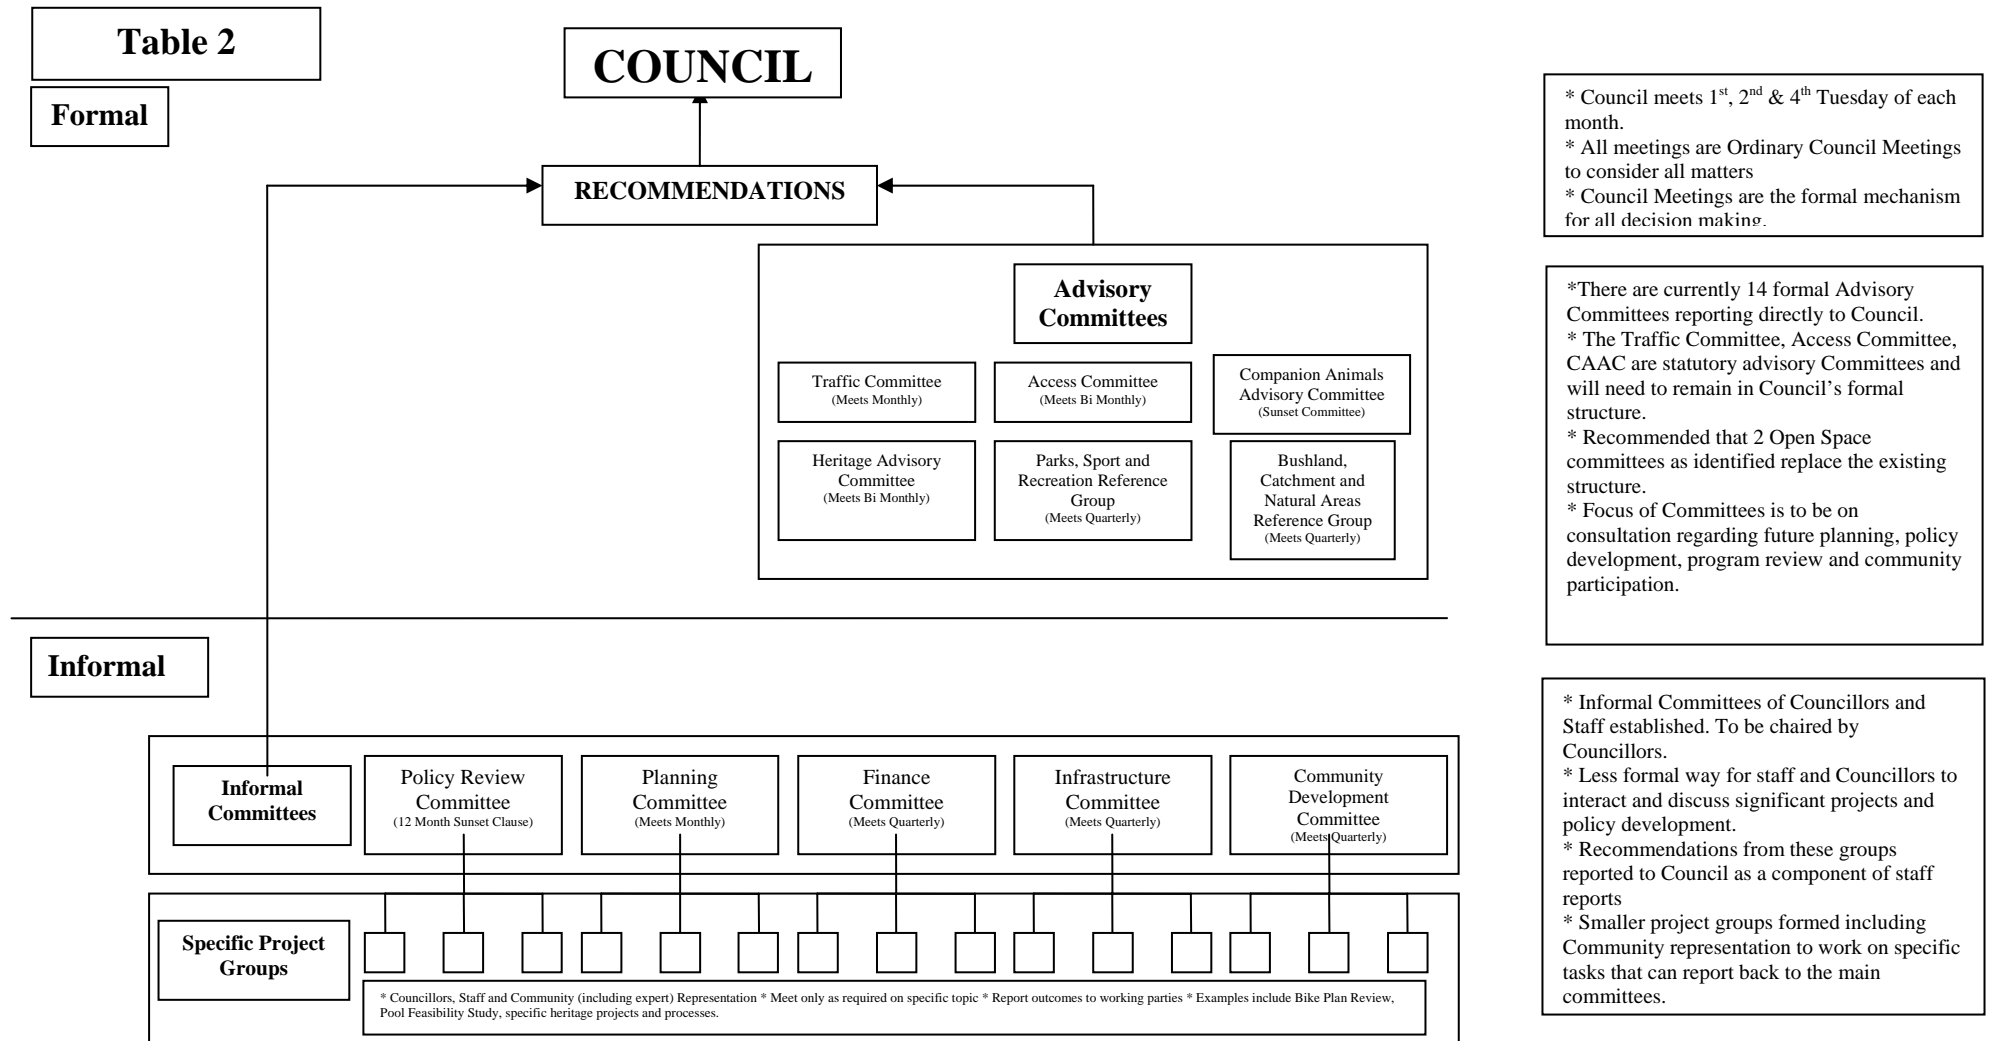 Table 2
COUNCIL
Formal
RECOMMENDATIONS
Advisory
Committees
Traffic Committee
(Meets Monthly)
Access Committee
(Meets Bi Monthly)
Companion Animals
Advisory Committee
(Sunset Committee)
Heritage Advisory
Committee
(Meets Bi Monthly)
Parks, Sport and
Recreation Reference
Group
(Meets Quarterly)
Bushland,
Catchment and
Natural Areas
Reference Group
(Meets Quarterly)
* Council meets 1st, 2nd & 4th Tuesday of each
month.
* All meetings are Ordinary Council Meetings
to consider all matters
* Council Meetings are the formal mechanism
for all decision making.
*There are currently 14 formal Advisory
Committees reporting directly to Council.
* The Traffic Committee, Access Committee,
CAAC are statutory advisory Committees and
will need to remain in Council’s formal
structure.
* Recommended that 2 Open Space
committees as identified replace the existing
structure.
* Focus of Committees is to be on
consultation regarding future planning, policy
development, program review and community
participation.
Informal
Informal
Committees
Policy Review
Committee
(12 Month Sunset Clause)
Planning
Committee
(Meets Monthly)
Finance
Committee
(Meets Quarterly)
Infrastructure
Committee
(Meets Quarterly)
Community
Development
Committee
(Meets Quarterly)
Specific Project
Groups
* Councillors, Staff and Community (including expert) Representation * Meet only as required on specific topic * Report outcomes to working parties * Examples include Bike Plan Review,
Pool Feasibility Study, specific heritage projects and processes.
* Informal Committees of Councillors and
Staff established. To be chaired by
Councillors.
* Less formal way for staff and Councillors to
interact and discuss significant projects and
policy development.
* Recommendations from these groups
reported to Council as a component of staff
reports
* Smaller project groups formed including
Community representation to work on specific
tasks that can report back to the main
committees.